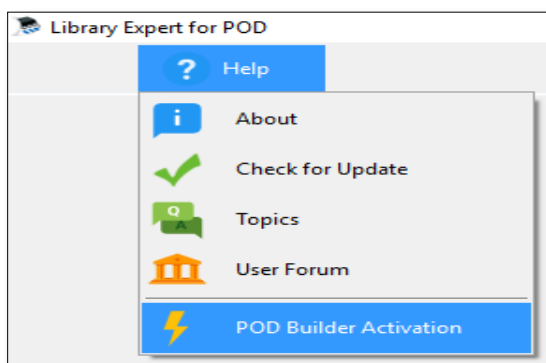 Library Expert for POD
? Help
i About
Check for Update
Q A Topics
User Forum
POD Builder Activation